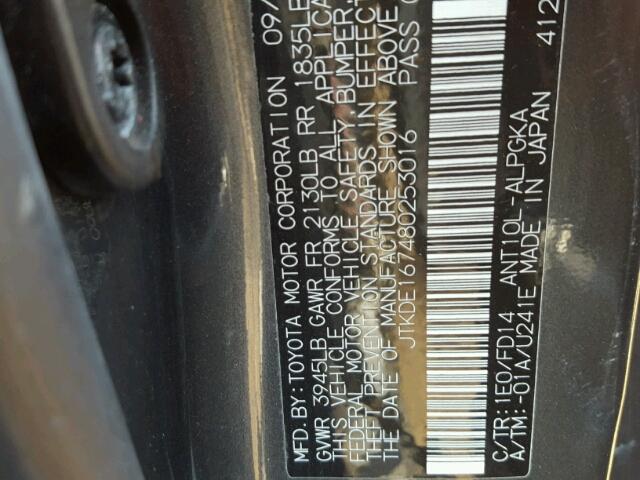 MFD. BY: TOYOTA MOTOR CORPORATION 09/
GVWR 3945LB GAWR FR 2130LB RR 1835LB
THIS VEHICLE CONFORMS TO ALL APPLICA
FEDERAL MOTOR VEHICLE SAFETY, BUMPER,
THEFT PREVENTION STANDARDS IN EFFECT
THE DATE OF MANUFACTURE SHOWN ABOVE
JTKDE167480253016 PASS C
412
C/TR: 1E0/FD14 ANT10L-ALPGKA
A/TM: -01A/U241E MADE IN JAPAN